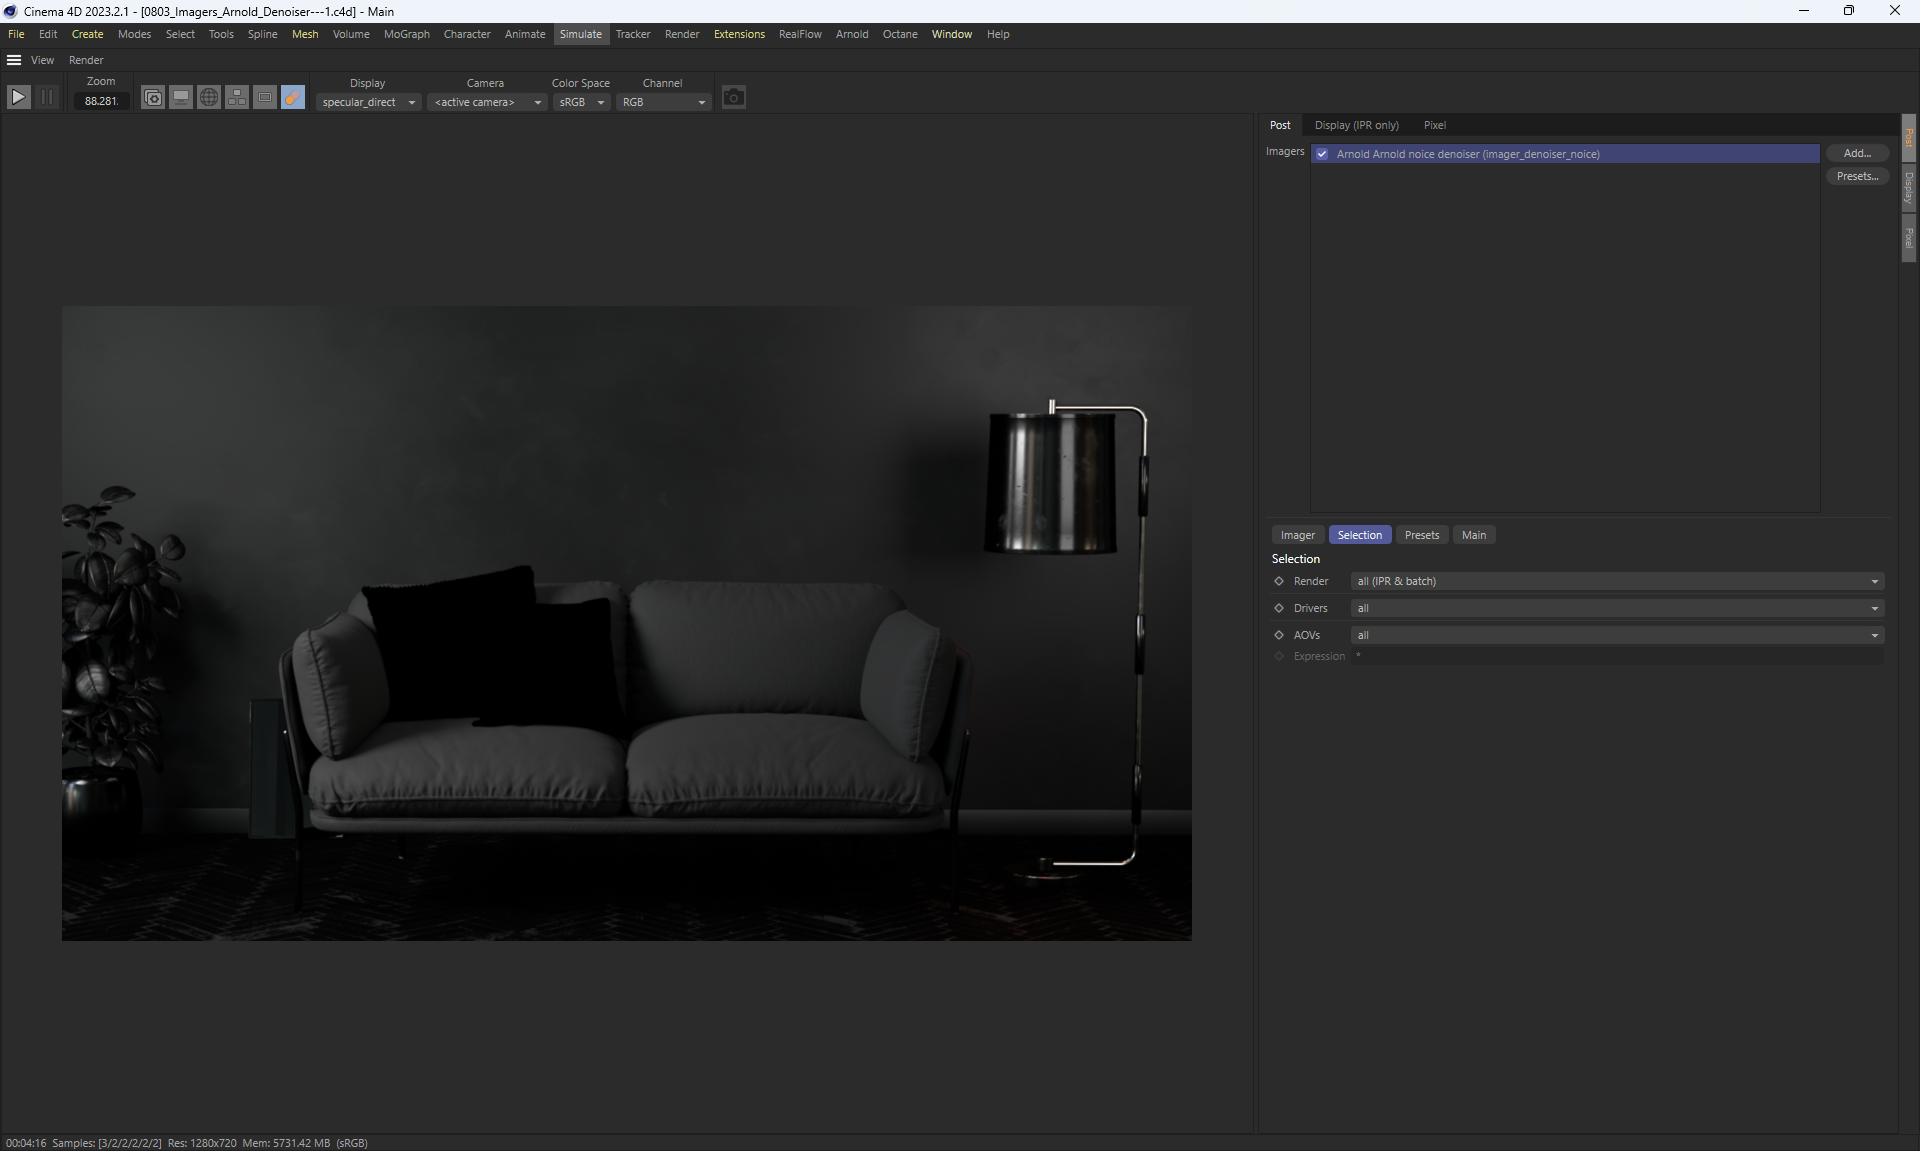 Cinema 4D 2023.2.1 - [0803_Imagers_Arnold_Denoiser---1.c4d] - Main
File Edit Create Modes Select Tools Spline Mesh Volume MoGraph Character Animate Simulate Tracker Render Extensions RealFlow Arnold Octane Window Help
View Render
Zoom Display Camera Color Space Channel
88.281. specular_direct <active camera> sRGB RGB
Post Display (IPR only) Pixel
Imagers Arnold Arnold noice denoiser (imager_denoiser_noice) Add...
Presets...
Post
Display
Pixel
Imager Selection Presets Main
Selection
Render all (IPR & batch)
Drivers all
AOVs all
Expression *
00:04:16 Samples: [3/2/2/2/2/2] Res: 1280x720 Mem: 5731.42 MB (sRGB)